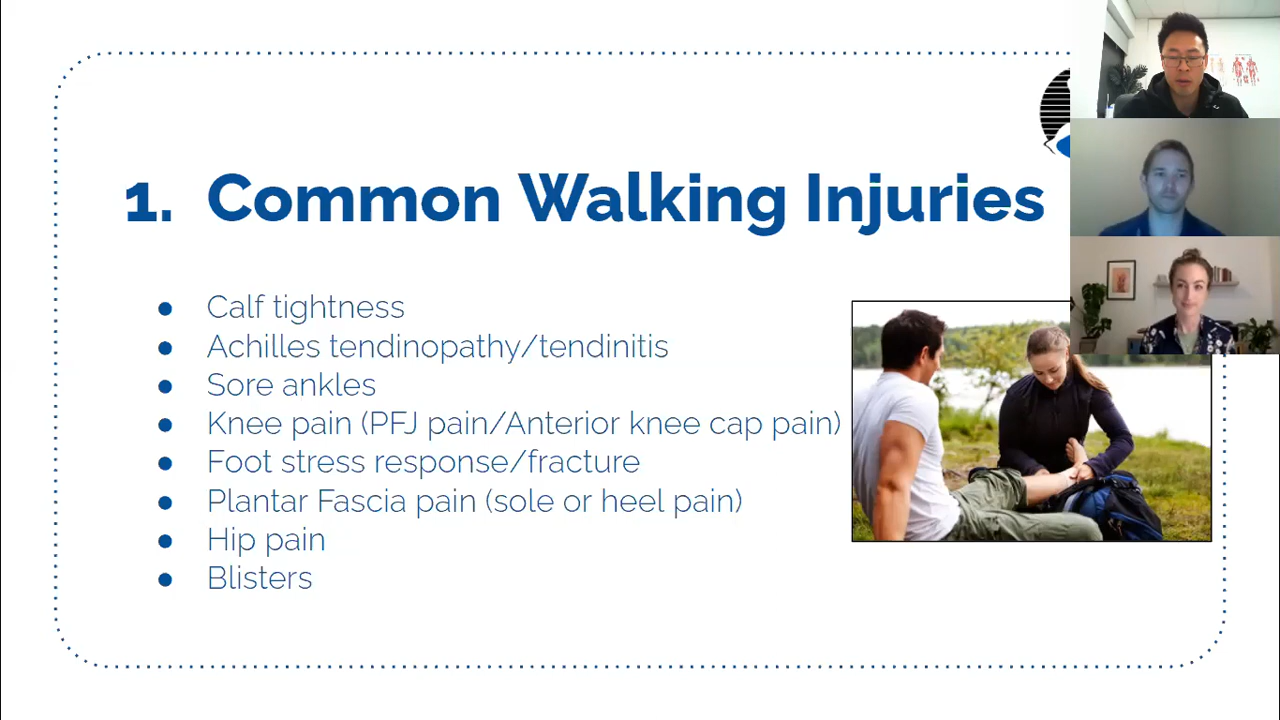 1. Common Walking Injuries
● Calf tightness
● Achilles tendinopathy/tendinitis
● Sore ankles
● Knee pain (PFJ pain/Anterior knee cap pain)
● Foot stress response/fracture
● Plantar Fascia pain (sole or heel pain)
● Hip pain
● Blisters